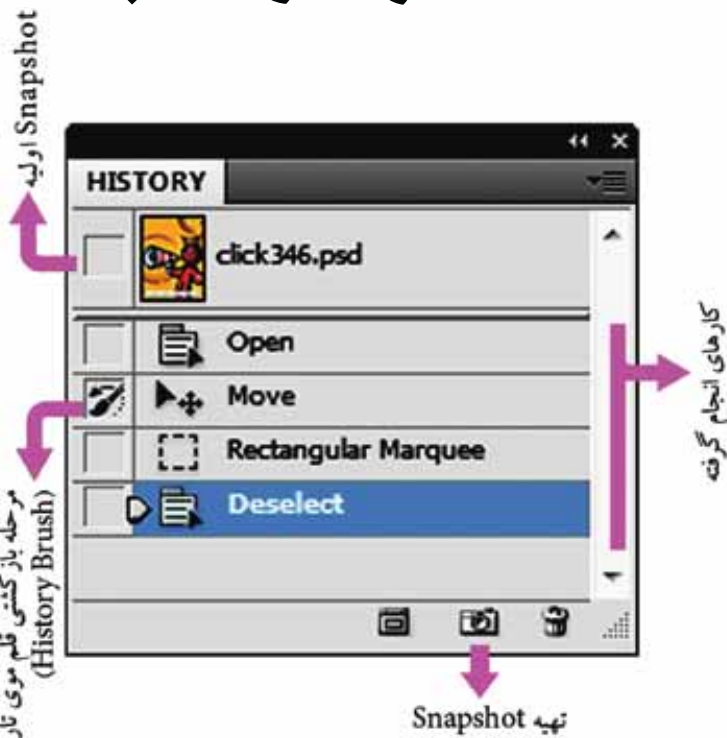 Snapshot اولیه
HISTORY
click346.psd
Open
Move
Rectangular Marquee
Deselect
کارهای انجام گرفته
مرحله بازگشتی قلم موی
(History Brush)
تهیه Snapshot